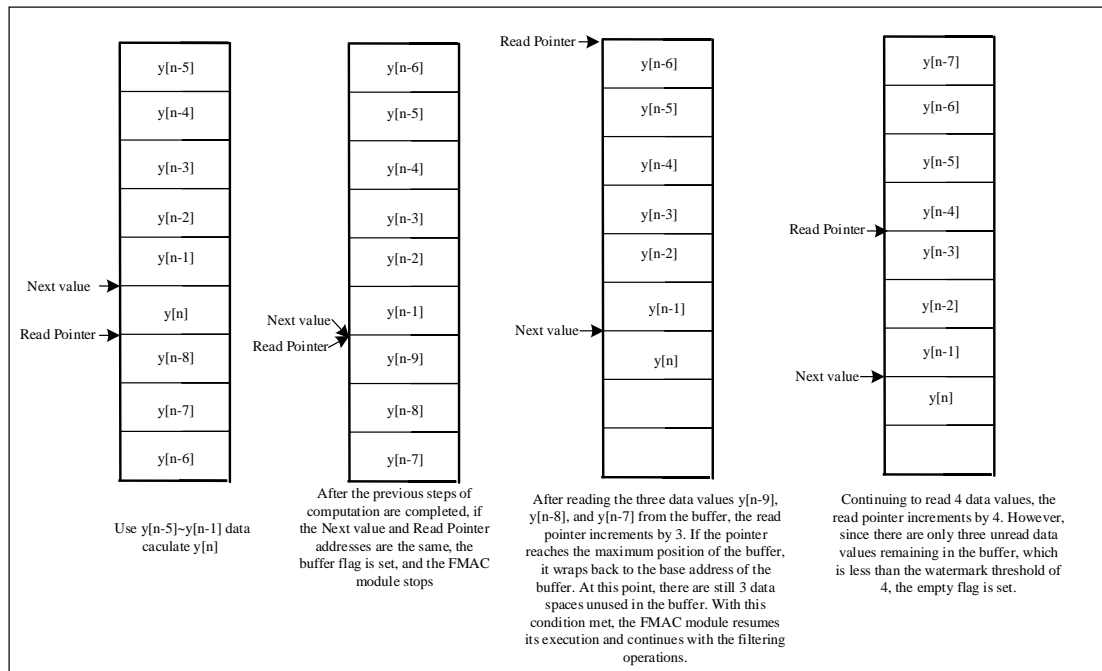 y[n-5]
y[n-4]
y[n-3]
y[n-2]
y[n-1]
Next value
y[n]
Read Pointer
y[n-8]
y[n-7]
y[n-6]
Use y[n-5]~y[n-1] data
caculate y[n]
y[n-6]
y[n-5]
y[n-4]
y[n-3]
y[n-2]
y[n-1]
Next value
Read Pointer
y[n-9]
y[n-8]
y[n-7]
After the previous steps of
computation are completed, if
the Next value and Read Pointer
addresses are the same, the
buffer flag is set, and the FMAC
module stops
Read Pointer
y[n-6]
y[n-5]
y[n-4]
y[n-3]
y[n-2]
y[n-1]
Next value
y[n]
After reading the three data values y[n-9],
y[n-8], and y[n-7] from the buffer, the read
pointer increments by 3. If the pointer
reaches the maximum position of the buffer,
it wraps back to the base address of the
buffer. At this point, there are still 3 data
spaces unused in the buffer. With this
condition met, the FMAC module resumes
its execution and continues with the filtering
operations.
y[n-7]
y[n-6]
y[n-5]
y[n-4]
Read Pointer
y[n-3]
y[n-2]
y[n-1]
Next value
y[n]
Continuing to read 4 data values, the
read pointer increments by 4. However,
since there are only three unread data
values remaining in the buffer, which
is less than the watermark threshold of
4, the empty flag is set.